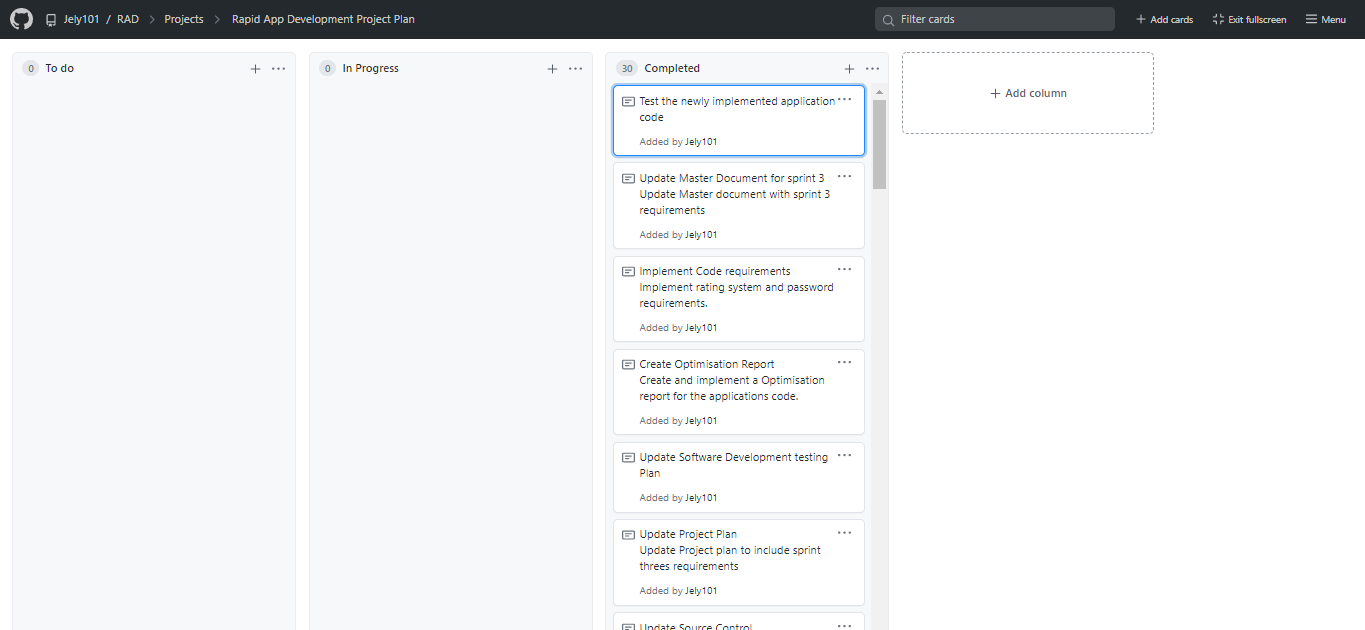 Jely101 / RAD > Projects > Rapid App Development Project Plan
Filter cards
+ Add cards
Exit fullscreen
Menu
0 To do
0 In Progress
30 Completed
Test the newly implemented application
code
Added by Jely101
Update Master Document for sprint 3
Update Master document with sprint 3
requirements
Added by Jely101
Implement Code requirements
Implement rating system and password
requirements.
Added by Jely101
Create Optimisation Report
Create and implement a Optimisation
report for the applications code.
Added by Jely101
Update Software Development testing
Plan
Added by Jely101
Update Project Plan
Update Project plan to include sprint
threes requirements
Added by Jely101
Update Source Control
+ Add column